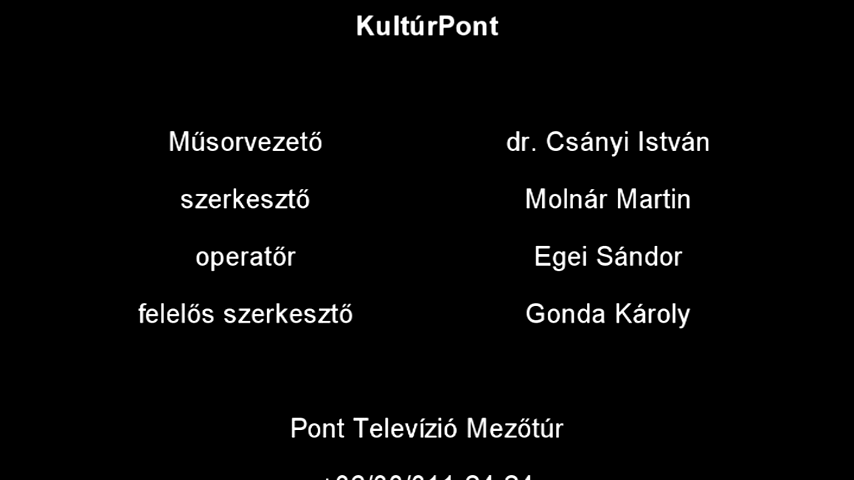 KultúrPont
Műsorvezető dr. Csányi István
szerkesztő Molnár Martin
operatőr Egei Sándor
felelős szerkesztő Gonda Károly
Pont Televízió Mezőtúr